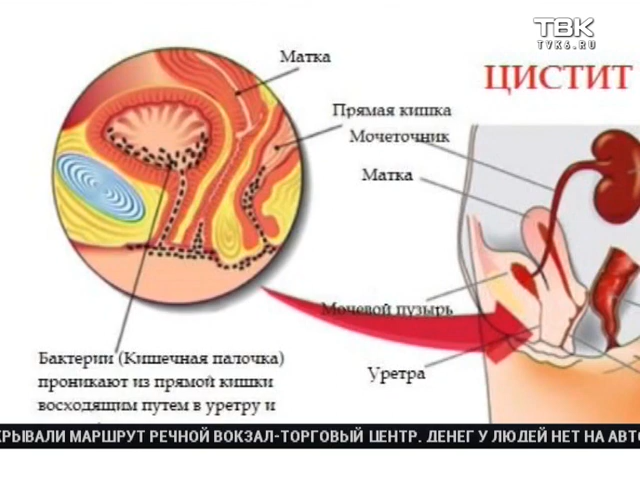 ТВК
TVK6.RU
ЦИСТИТ
Матка
Прямая кишка
Мочеточник
Матка
Мочевой пузырь
Уретра
Бактерии (Кишечная палочка)
проникают из прямой кишки
восходящим путем в уретру и
КРЫВАЛИ МАРШРУТ РЕЧНОЙ ВОКЗАЛ-ТОРГОВЫЙ ЦЕНТР. ДЕНЕГ У ЛЮДЕЙ НЕТ НА АВТО